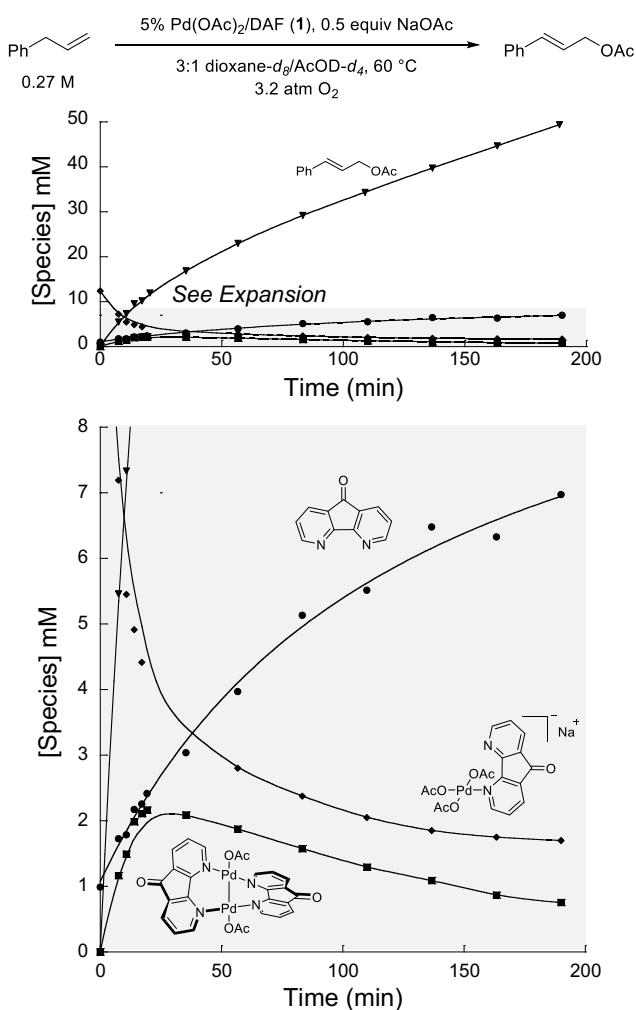 5% Pd(OAc)2/DAF (1), 0.5 equiv NaOAc
Ph
Ph
OAc
0.27 M
3:1 dioxane-d8/AcOD-d4, 60 °C
3.2 atm O2
50
40
30
20
10
0
[Species] mM
Ph
OAc
See Expansion
0
50
100
150
200
Time (min)
8
7
6
5
4
3
2
1
0
[Species] mM
O
N
N
N
O
− Na+
OAc
AcO-Pd-N
AcO
OAc
N
Pd
N
O
O
N
Pd
N
OAc
0
50
100
150
200
Time (min)